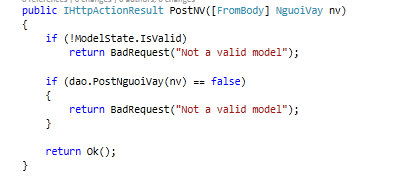 public IHttpActionResult PostNV([FromBody] NguoiVay nv)
{
if (!ModelState.IsValid)
return BadRequest("Not a valid model");
if (dao.PostNguoiVay(nv) == false)
{
return BadRequest("Not a valid model");
}
return Ok();
}